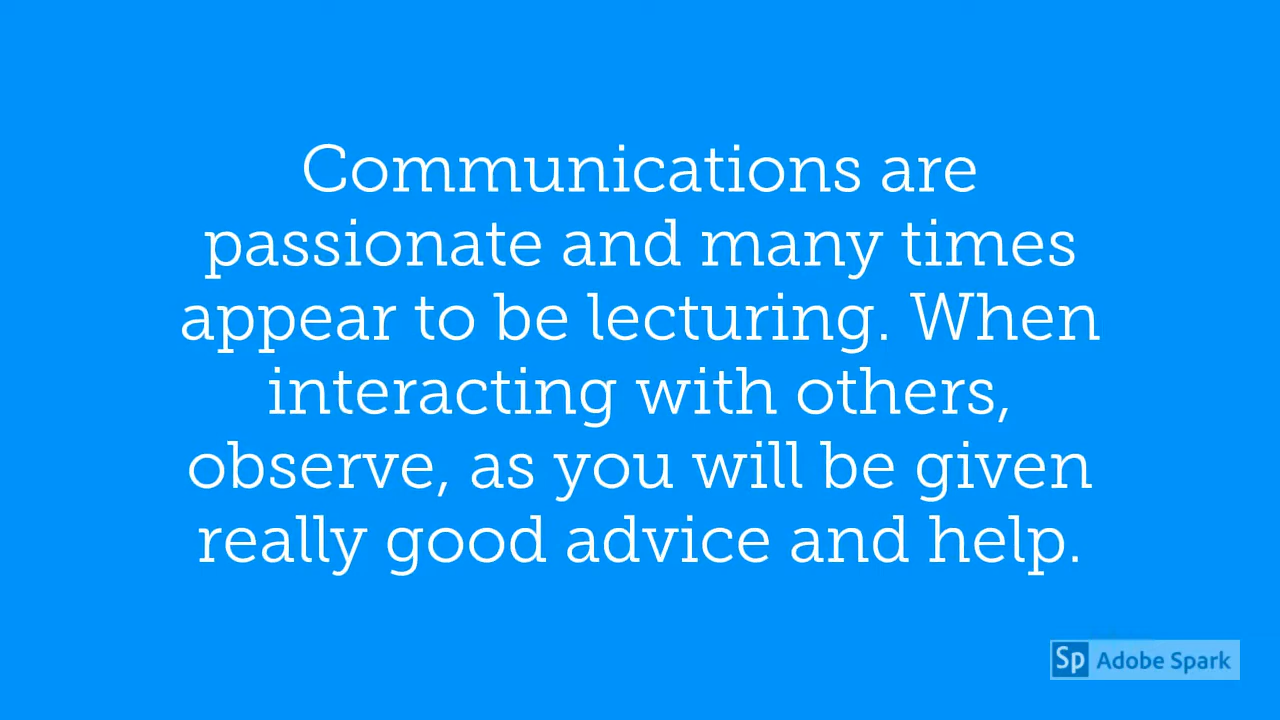 Communications are
passionate and many times
appear to be lecturing. When
interacting with others,
observe, as you will be given
really good advice and help.
Sp Adobe Spark